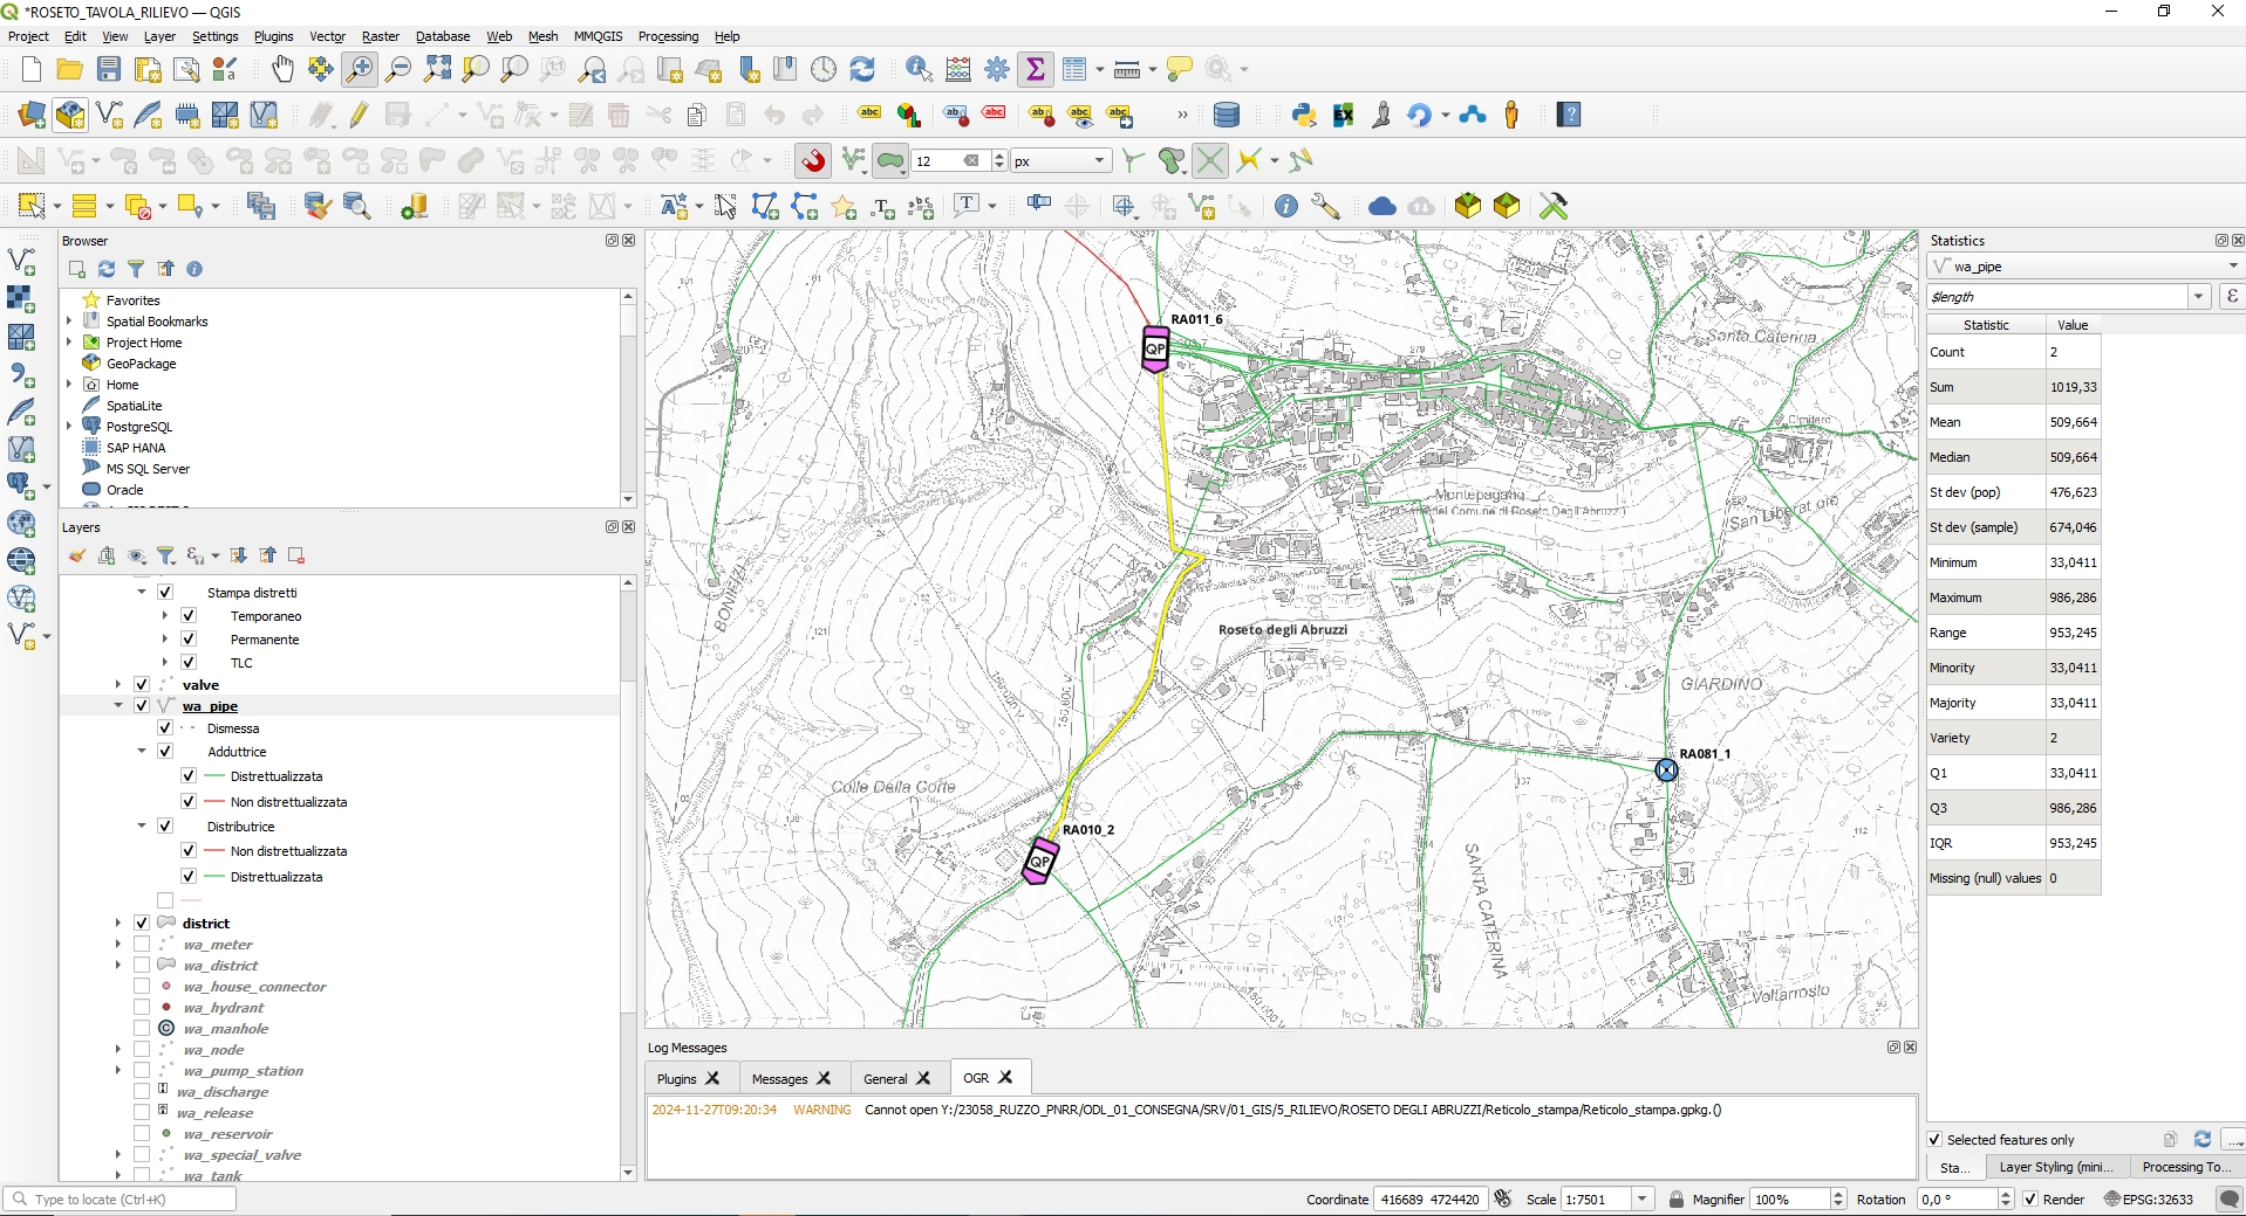 *ROSETO_TAVOLA_RILIEVO — QGIS
Project Edit View Layer Settings Plugins Vector Raster Database Web Mesh MMQGIS Processing Help
12 px
Browser
Favorites
Spatial Bookmarks
Project Home
GeoPackage
Home
SpatiaLite
PostgreSQL
SAP HANA
MS SQL Server
Oracle
Layers
Stampa distretti
Temporaneo
Permanente
TLC
valve
wa_pipe
Dismessa
Adduttrice
Distrettualizzata
Non distrettualizzata
Distributrice
Non distrettualizzata
Distrettualizzata
district
wa_meter
wa_district
wa_house_connector
wa_hydrant
wa_manhole
wa_node
wa_pump_station
wa_discharge
wa_release
wa_reservoir
wa_special_valve
wa_tank
RA011_6
QP
279
Santa Caterina
Cimitero
Montepagano
San Liberatore
BONIFIZI
121
Roseto degli Abruzzi
GIARDINO
RA081_1
Colle Della Corte
RA010_2
QP
137
112
SANTA CATERINA
Voltarrosto
Log Messages
Plugins Messages General OGR
2024-11-27T09:20:34 WARNING Cannot open Y:/23058_RUZZO_PNRR/ODL_01_CONSEGNA/SRV/01_GIS/5_RILIEVO/ROSETO DEGLI ABRUZZI/Reticolo_stampa/Reticolo_stampa.gpkg.()
Statistics
wa_pipe
$length
Statistic Value
Count 2
Sum 1019,33
Mean 509,664
Median 509,664
St dev (pop) 476,623
St dev (sample) 674,046
Minimum 33,0411
Maximum 986,286
Range 953,245
Minority 33,0411
Majority 33,0411
Variety 2
Q1 33,0411
Q3 986,286
IQR 953,245
Missing (null) values 0
Selected features only
Sta... Layer Styling (mini... Processing To...
Type to locate (Ctrl+K) Coordinate 416689 4724420 Scale 1:7501 Magnifier 100% Rotation 0,0 ° Render EPSG:32633